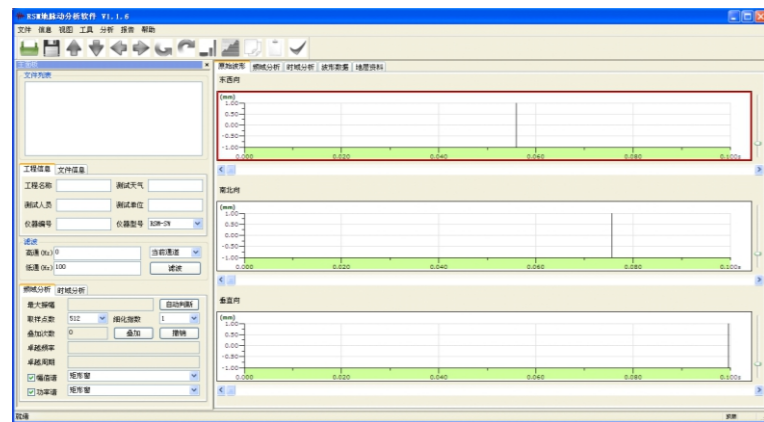 RSM地脉动分析软件 V1.1.6
文件 信息 视图 工具 分析 报告 帮助
文件列表
工程信息 文件信息
工程名称 测试天气
测试人员 测试单位
仪器编号 仪器型号 RSM-SW
滤波
高通(Hz) 0 当前通道
低通(Hz) 100 滤波
频域分析 时域分析
最大振幅 自动判断
取样点数 512 细化指数 1
叠加次数 0 叠加 撤销
卓越频率
卓越周期
幅值谱 矩形窗
功率谱 矩形窗
就绪
原始波形 频域分析 时域分析 波形数据 地层资料
东西向
(mm)
1.00
0.50
0.00
-0.50
-1.00
0.000 0.020 0.040 0.060 0.080 0.100s
南北向
(mm)
1.00
0.50
0.00
-0.50
-1.00
0.000 0.020 0.040 0.060 0.080 0.100s
垂直向
(mm)
1.00
0.50
0.00
-0.50
-1.00
0.000 0.020 0.040 0.060 0.080 0.100s